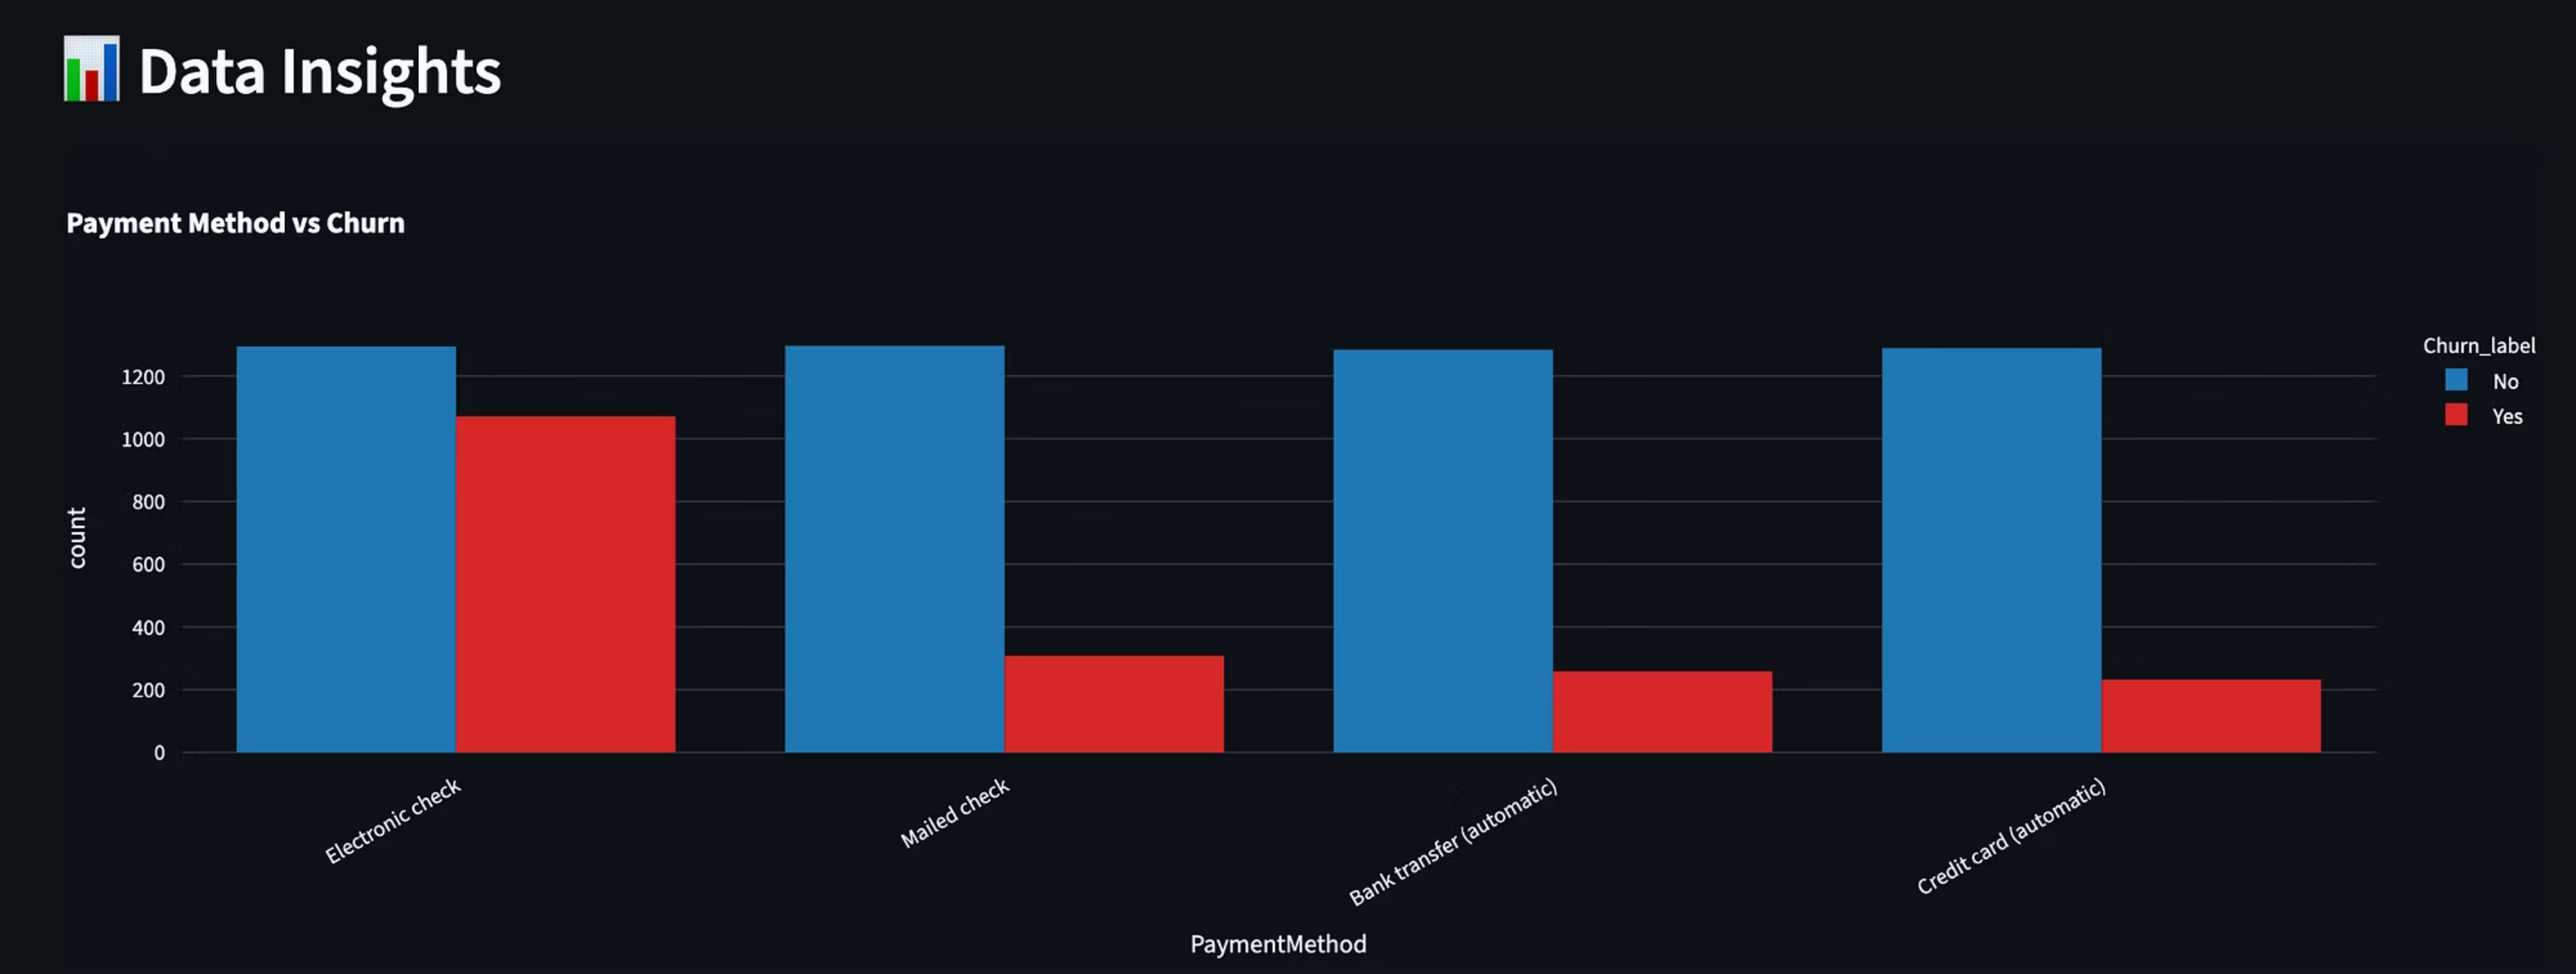 Data Insights
Payment Method vs Churn
Churn_label
No
Yes
count
1200
1000
800
600
400
200
0
Electronic check
Mailed check
Bank transfer (automatic)
Credit card (automatic)
PaymentMethod